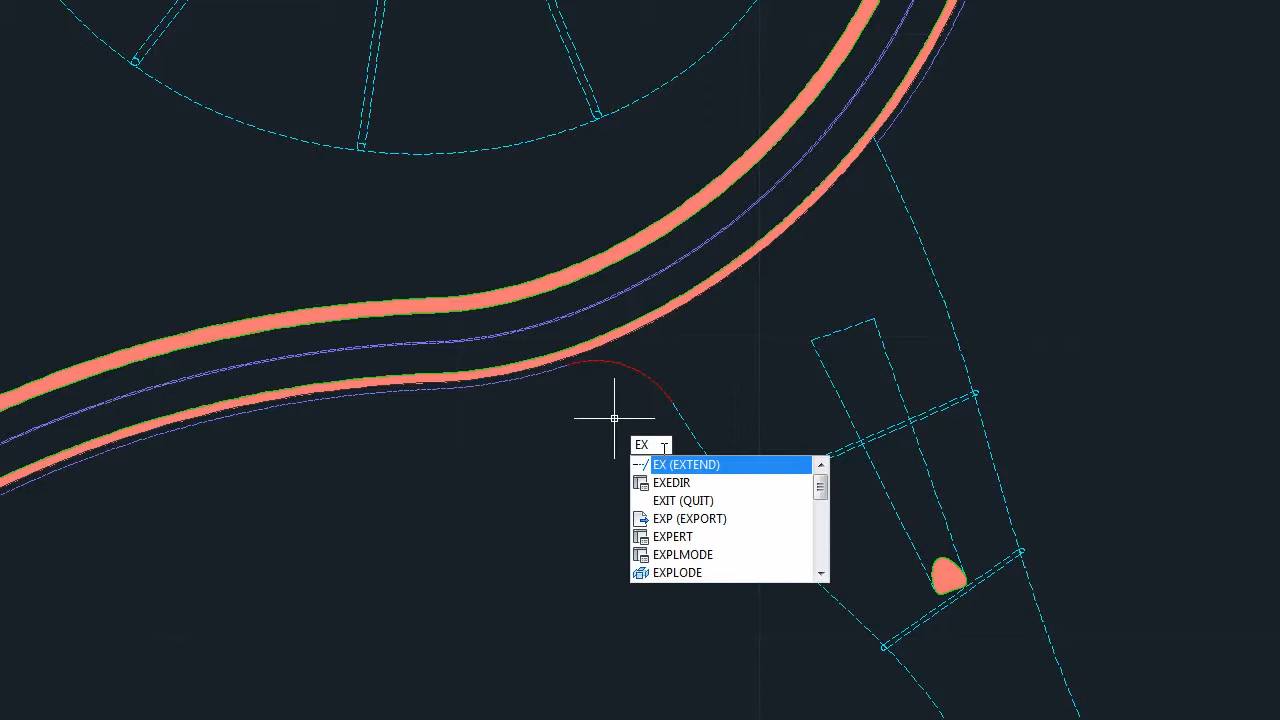 EX
EX (EXTEND)
EXEDIR
EXIT (QUIT)
EXP (EXPORT)
EXPERT
EXPLMODE
EXPLODE